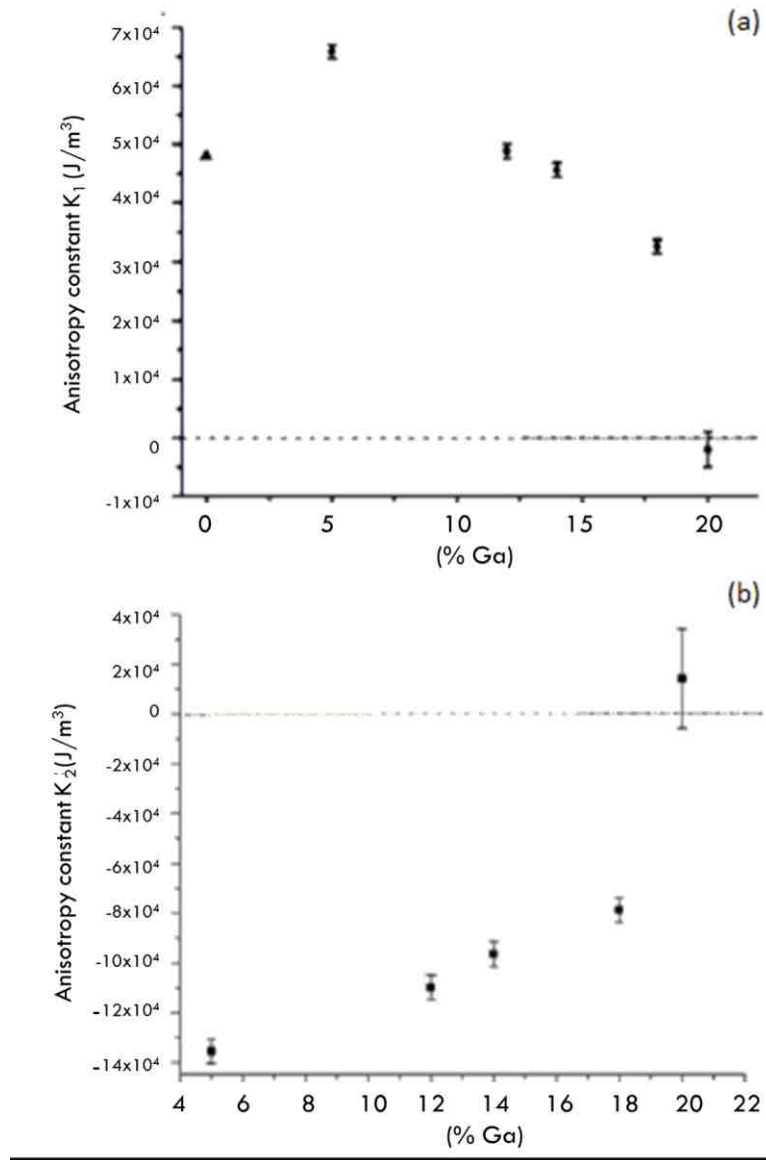 (a)
Anisotropy constant K₁ (J/m³)
7x10⁴
6x10⁴
5x10⁴
4x10⁴
3x10⁴
2x10⁴
1x10⁴
0
-1x10⁴
0 5 10 15 20
(% Ga)
(b)
Anisotropy constant K₂(J/m³)
4x10⁴
2x10⁴
0
-2x10⁴
-4x10⁴
-6x10⁴
-8x10⁴
-10x10⁴
-12x10⁴
-14x10⁴
4 6 8 10 12 14 16 18 20 22
(% Ga)